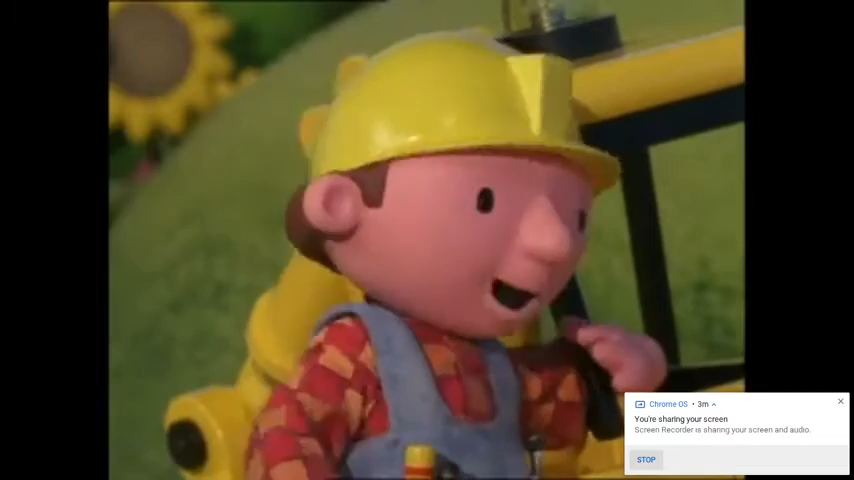 Chrome OS • 3m
You're sharing your screen
Screen Recorder is sharing your screen and audio.
STOP